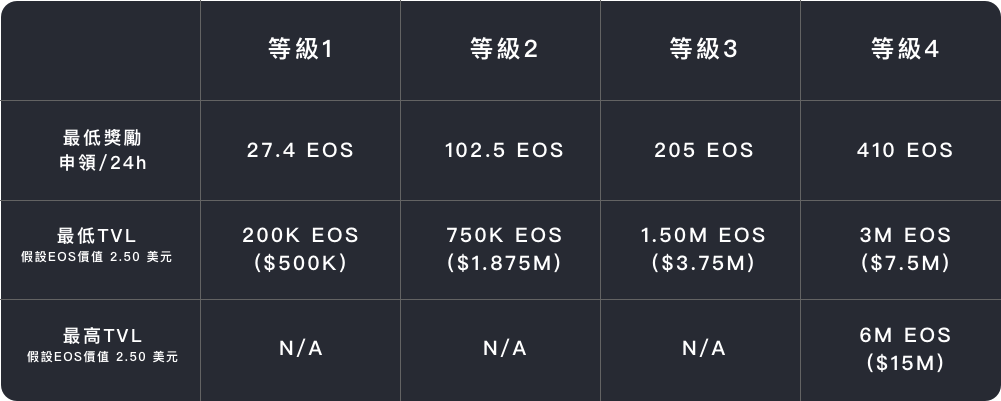 等級1
等級2
等級3
等級4
最低獎勵
申領/24h
27.4 EOS
102.5 EOS
205 EOS
410 EOS
最低TVL
假設EOS價值 2.50 美元
200K EOS
($500K)
750K EOS
($1.875M)
1.50M EOS
($3.75M)
3M EOS
($7.5M)
最高TVL
假設EOS價值 2.50 美元
N/A
N/A
N/A
6M EOS
($15M)